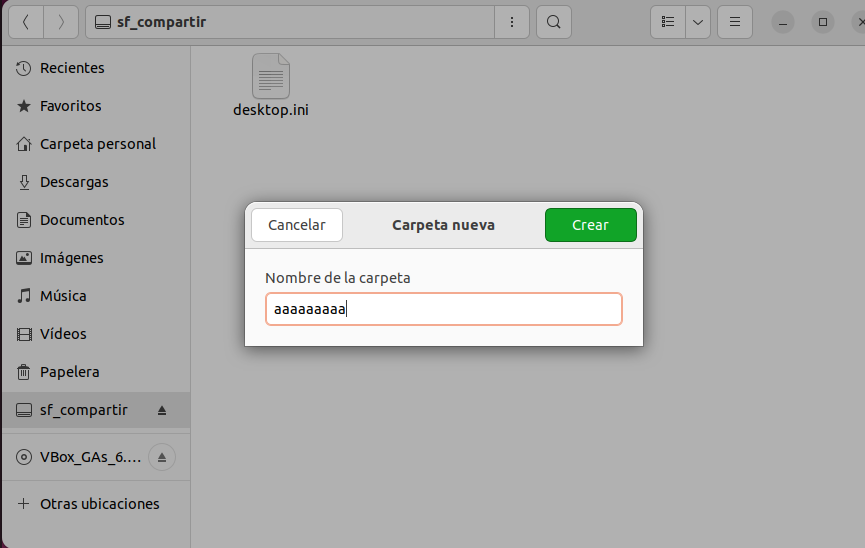 sf_compartir
Recientes
Favoritos
Carpeta personal
Descargas
Documentos
Imágenes
Música
Vídeos
Papelera
sf_compartir
VBox_GAs_6....
Otras ubicaciones
desktop.ini
Cancelar
Carpeta nueva
Crear
Nombre de la carpeta
aaaaaaaaa